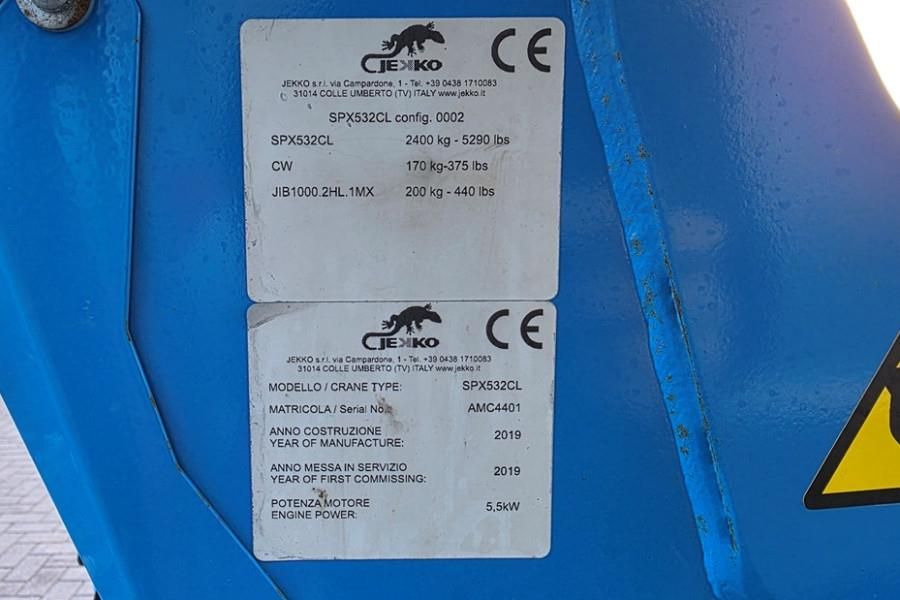 JEKKO
CE
JEKKO s.r.l. via Campardone, 1 - Tel. +39 0438 1710083
31014 COLLE UMBERTO (TV) ITALY www.jekko.it
SPX532CL config. 0002
SPX532CL 2400 kg - 5290 lbs
CW 170 kg-375 lbs
JIB1000.2HL.1MX 200 kg - 440 lbs
JEKKO
CE
JEKKO s.r.l. via Campardone, 1 - Tel. +39 0438 1710083
31014 COLLE UMBERTO (TV) ITALY www.jekko.it
MODELLO / CRANE TYPE: SPX532CL
MATRICOLA / Serial No.: AMC4401
ANNO COSTRUZIONE
YEAR OF MANUFACTURE: 2019
ANNO MESSA IN SERVIZIO
YEAR OF FIRST COMMISSING: 2019
POTENZA MOTORE
ENGINE POWER: 5,5kW